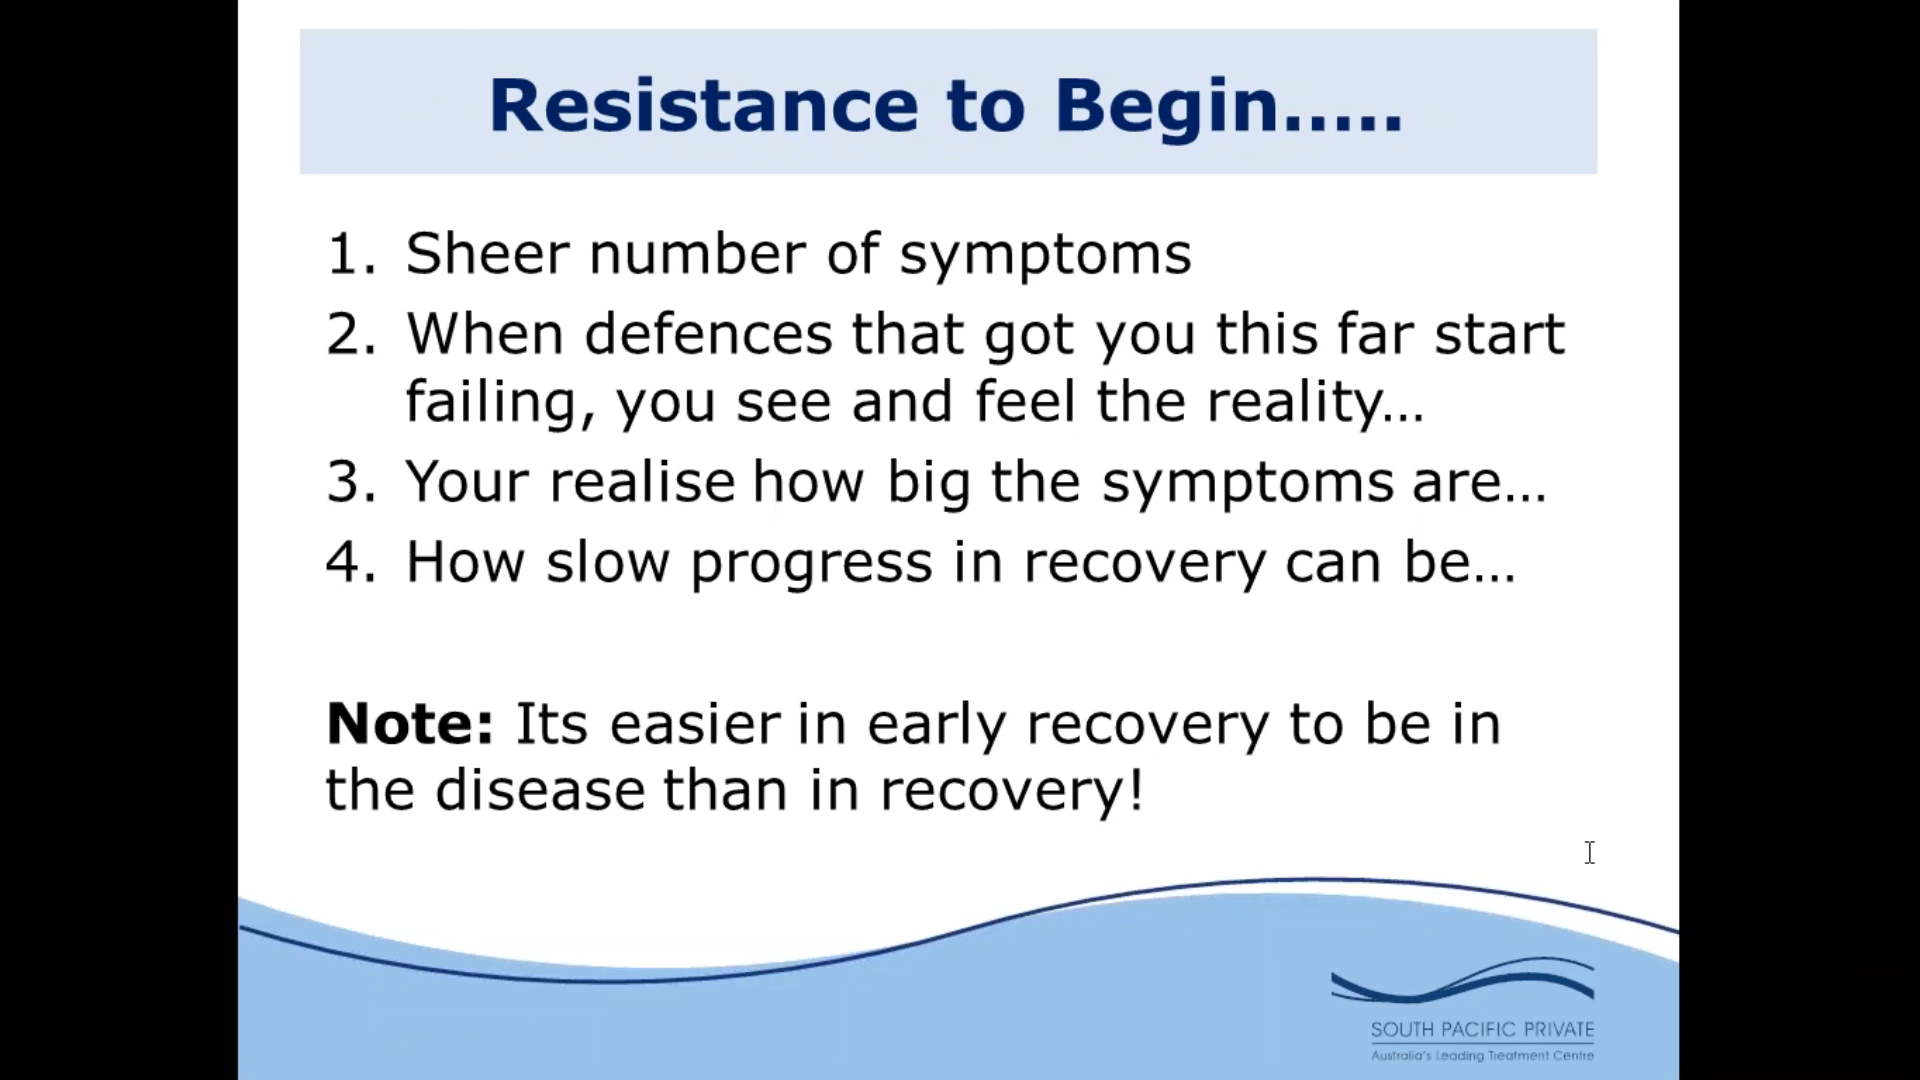 Resistance to Begin.....
1. Sheer number of symptoms
2. When defences that got you this far start
failing, you see and feel the reality...
3. Your realise how big the symptoms are...
4. How slow progress in recovery can be...
Note: Its easier in early recovery to be in
the disease than in recovery!
SOUTH PACIFIC PRIVATE
Australia's Leading Treatment Centre